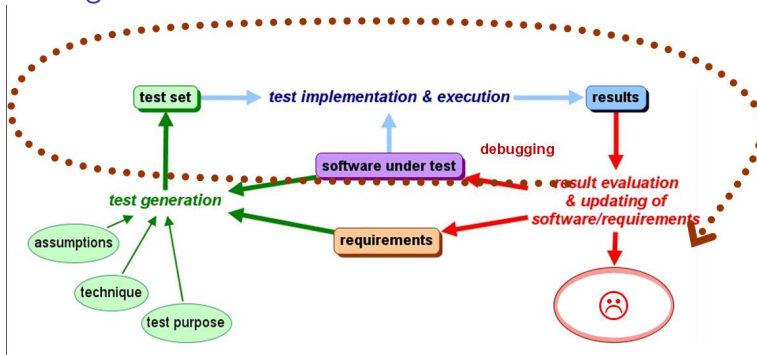 test set
test implementation & execution
results
debugging
software under test
result evaluation
& updating of
software/requirements
test generation
requirements
assumptions
technique
test purpose